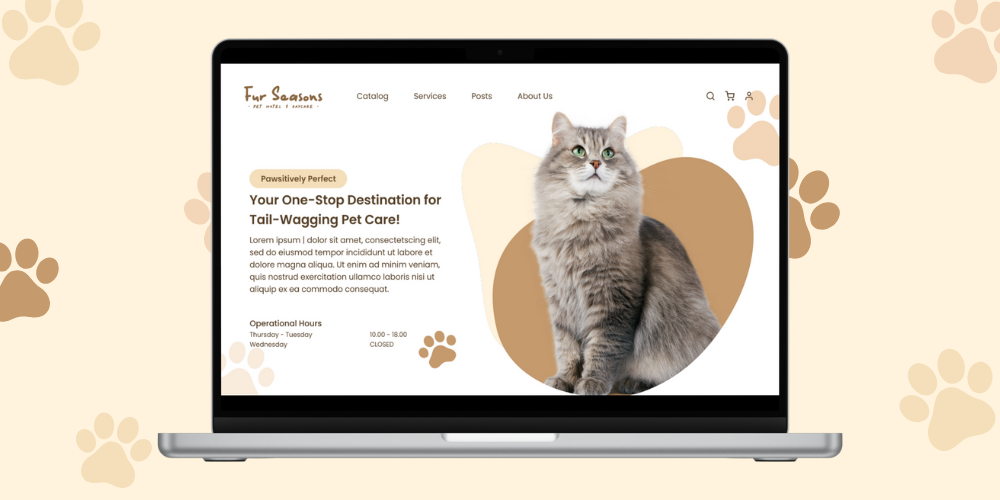 Fur Seasons
- PET HOTEL & DAYCARE -
Catalog
Services
Posts
About Us
Pawsitively Perfect
Your One-Stop Destination for
Tail-Wagging Pet Care!
Lorem ipsum | dolor sit amet, consectetscing elit,
sed do eiusmod tempor incididunt ut labore et
dolore magna aliqua. Ut enim ad minim veniam,
quis nostrud exercitation ullamco laboris nisi ut
aliquip ex ea commodo consequat.
Operational Hours
Thursday - Tuesday 10.00 - 18.00
Wednesday CLOSED